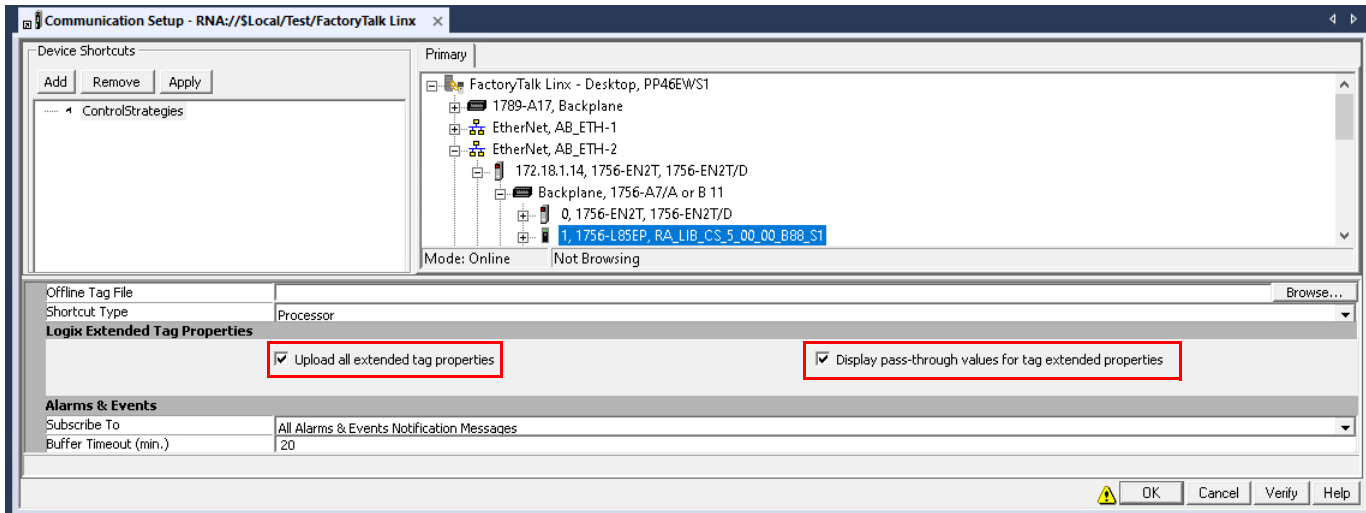 Communication Setup - RNA://$Local/Test/FactoryTalk Linx
Device Shortcuts
Add Remove Apply
ControlStrategies
Primary
FactoryTalk Linx - Desktop, PP46EWS1
1789-A17, Backplane
EtherNet, AB_ETH-1
EtherNet, AB_ETH-2
172.18.1.14, 1756-EN2T, 1756-EN2T/D
Backplane, 1756-A7/A or B 11
0, 1756-EN2T, 1756-EN2T/D
1, 1756-L85EP, RA_LIB_CS_5_00_00_B88_S1
Mode: Online Not Browsing
Offline Tag File Browse...
Shortcut Type Processor
Logix Extended Tag Properties
Upload all extended tag properties Display pass-through values for tag extended properties
Alarms & Events
Subscribe To All Alarms & Events Notification Messages
Buffer Timeout (min.) 20
OK Cancel Verify Help